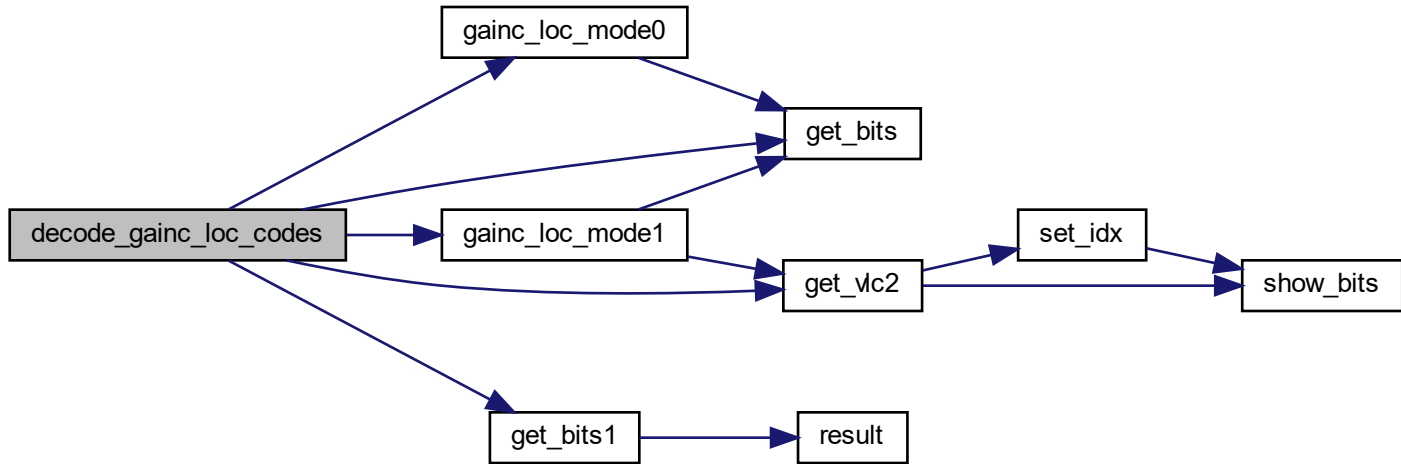 gainc_loc_mode0
get_bits
decode_gainc_loc_codes
gainc_loc_mode1
set_idx
get_vlc2
show_bits
get_bits1
result